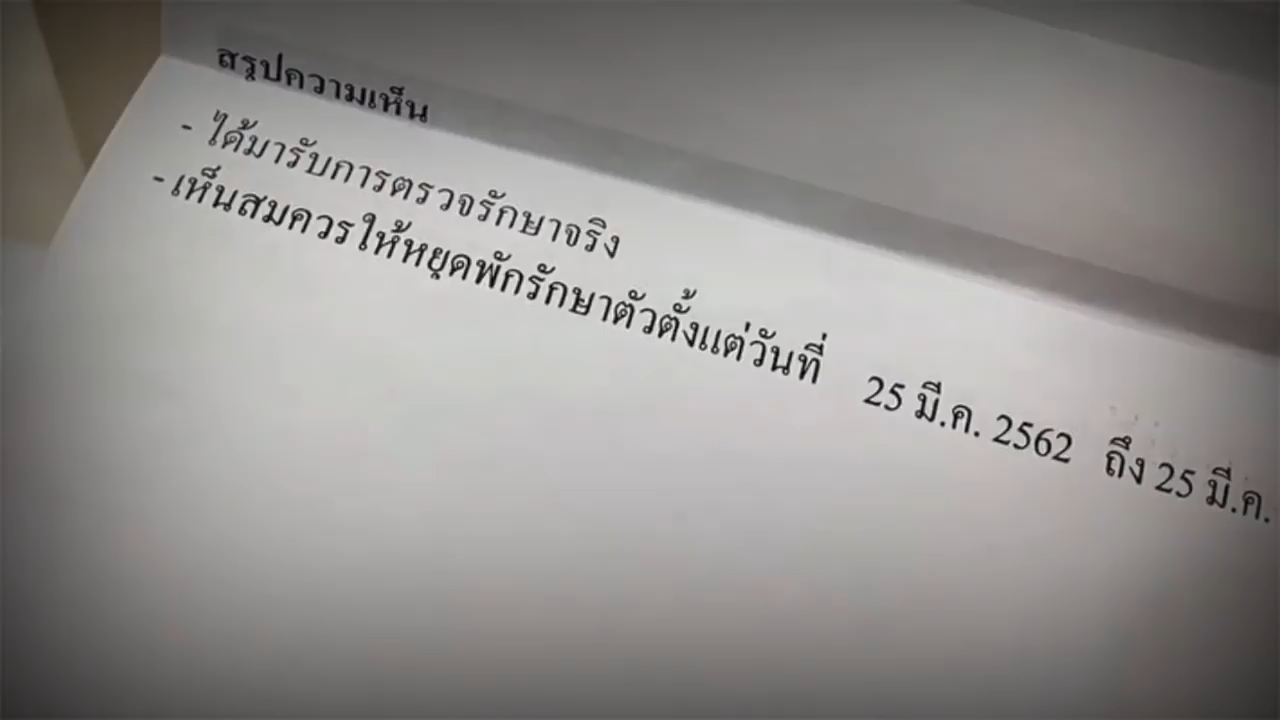 สรุปความเห็น
- ได้มารับการตรวจรักษาจริง
- เห็นสมควรให้หยุดพักรักษาตัวตั้งแต่วันที่ 25 มี.ค. 2562 ถึง 25 มี.ค.